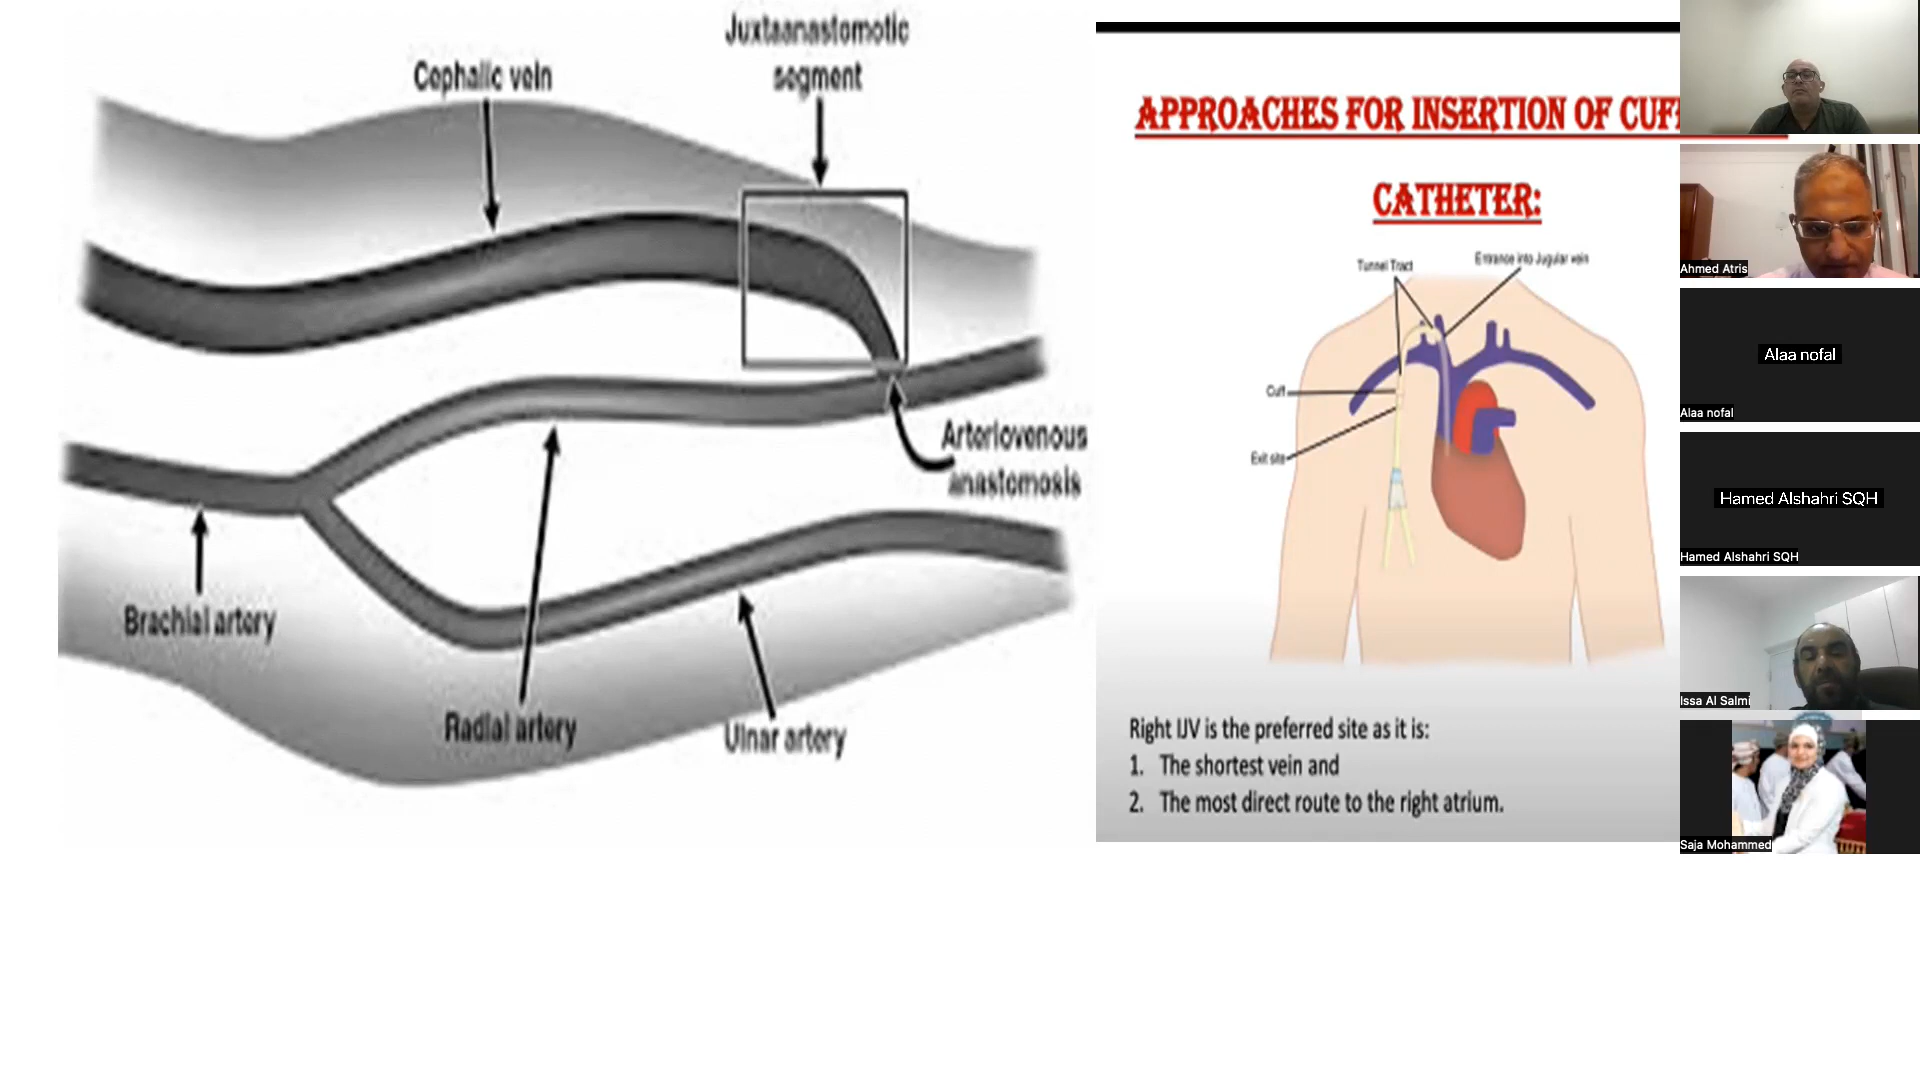 Juxtaanastomotic
segment
Cephalic vein
Arteriovenous
anastomosis
Brachial artery
Radial artery
Ulnar artery
APPROACHES FOR INSERTION OF CUF
CATHETER:
Tunnel Tract
Entrance into Jugular vein
Cuff
Exit site
Right IJV is the preferred site as it is:
1. The shortest vein and
2. The most direct route to the right atrium.
Ahmed Atris
Alaa nofal
Alaa nofal
Hamed Alshahri SQH
Hamed Alshahri SQH
Issa Al Salmi
Saja Mohammed